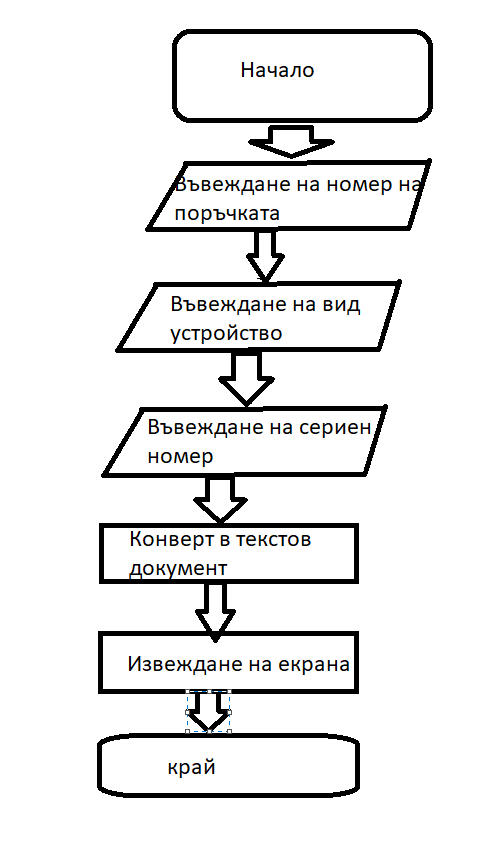 Начало
Въвеждане на номер на
поръчката
Въвеждане на вид
устройство
Въвеждане на сериен
номер
Конверт в текстов
документ
Извеждане на екрана
край